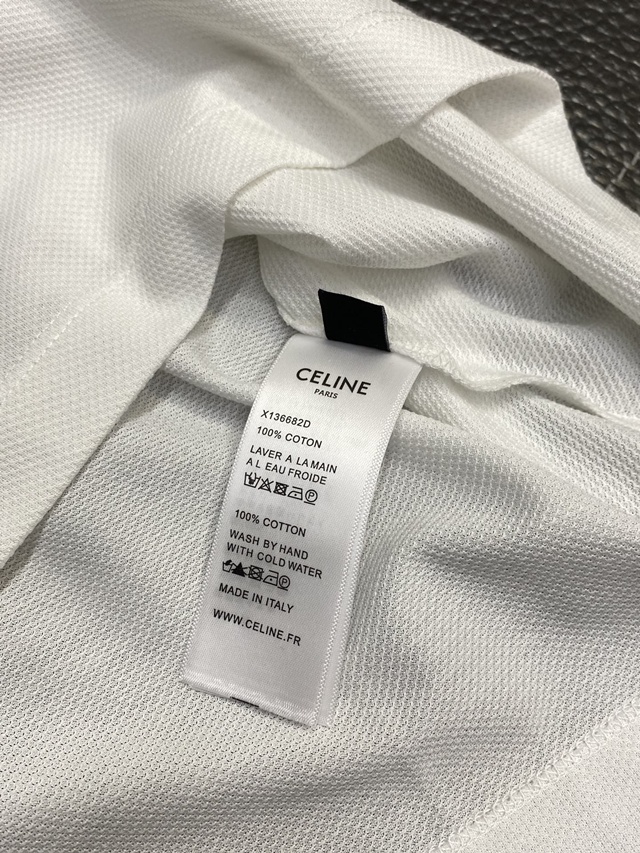 CELINE
PARIS
X136682D
100% COTON
LAVER A LA MAIN
A L EAU FROIDE
100% COTTON
WASH BY HAND
WITH COLD WATER
MADE IN ITALY
WWW.CELINE.FR